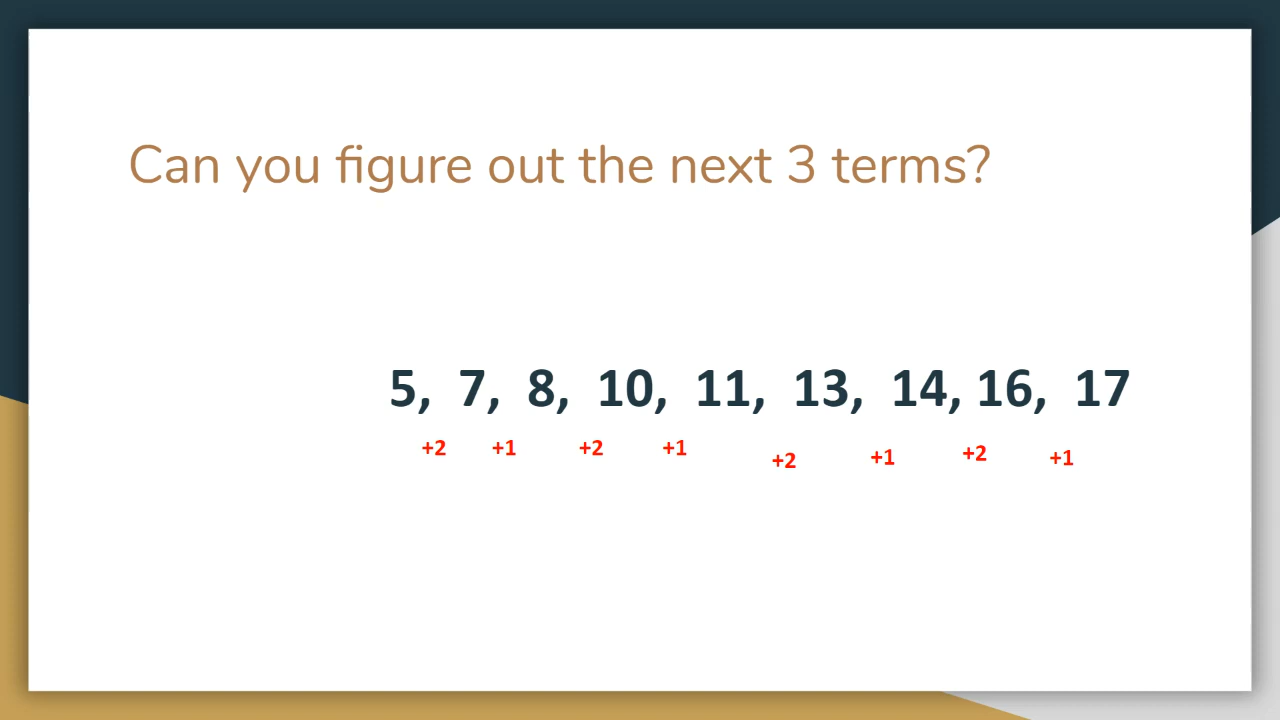 Can you figure out the next 3 terms?
5, 7, 8, 10, 11, 13, 14, 16, 17
+2 +1 +2 +1 +2 +1 +2 +1